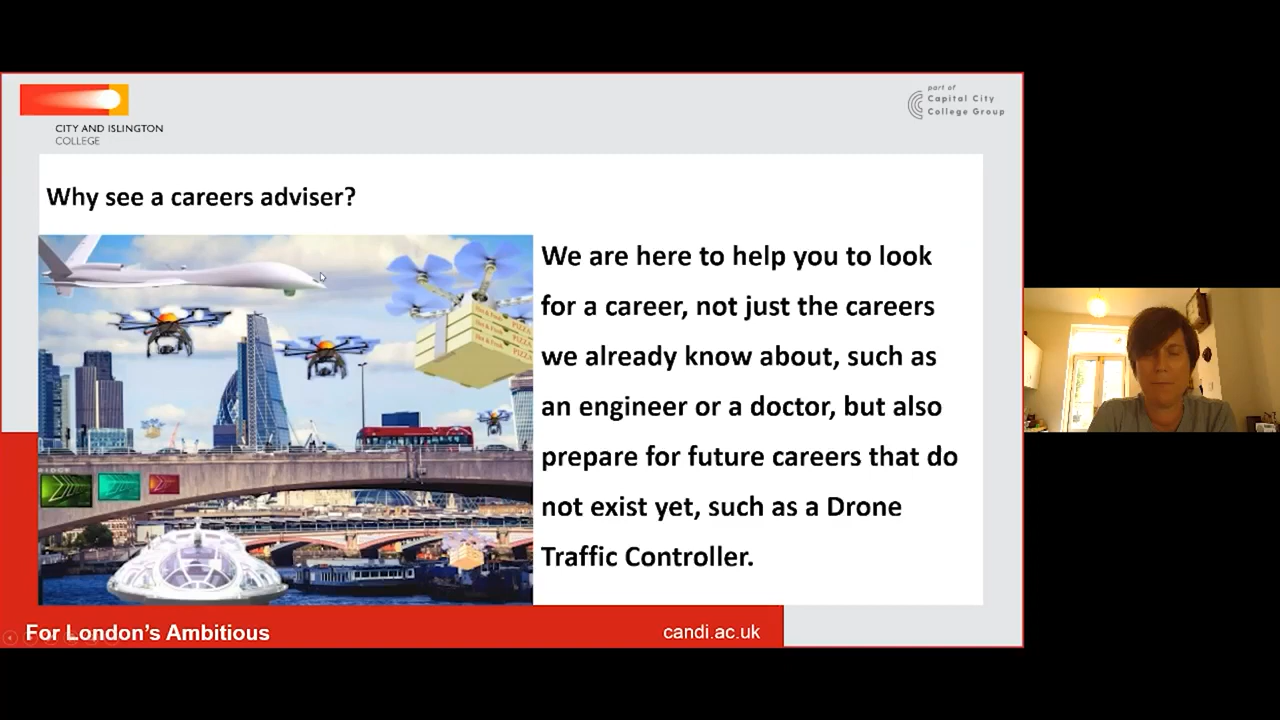 CITY AND ISLINGTON
COLLEGE
part of
Capital City
College Group
Why see a careers adviser?
We are here to help you to look
for a career, not just the careers
we already know about, such as
an engineer or a doctor, but also
prepare for future careers that do
not exist yet, such as a Drone
Traffic Controller.
PIZZA
PIZZA
For London's Ambitious
candi.ac.uk